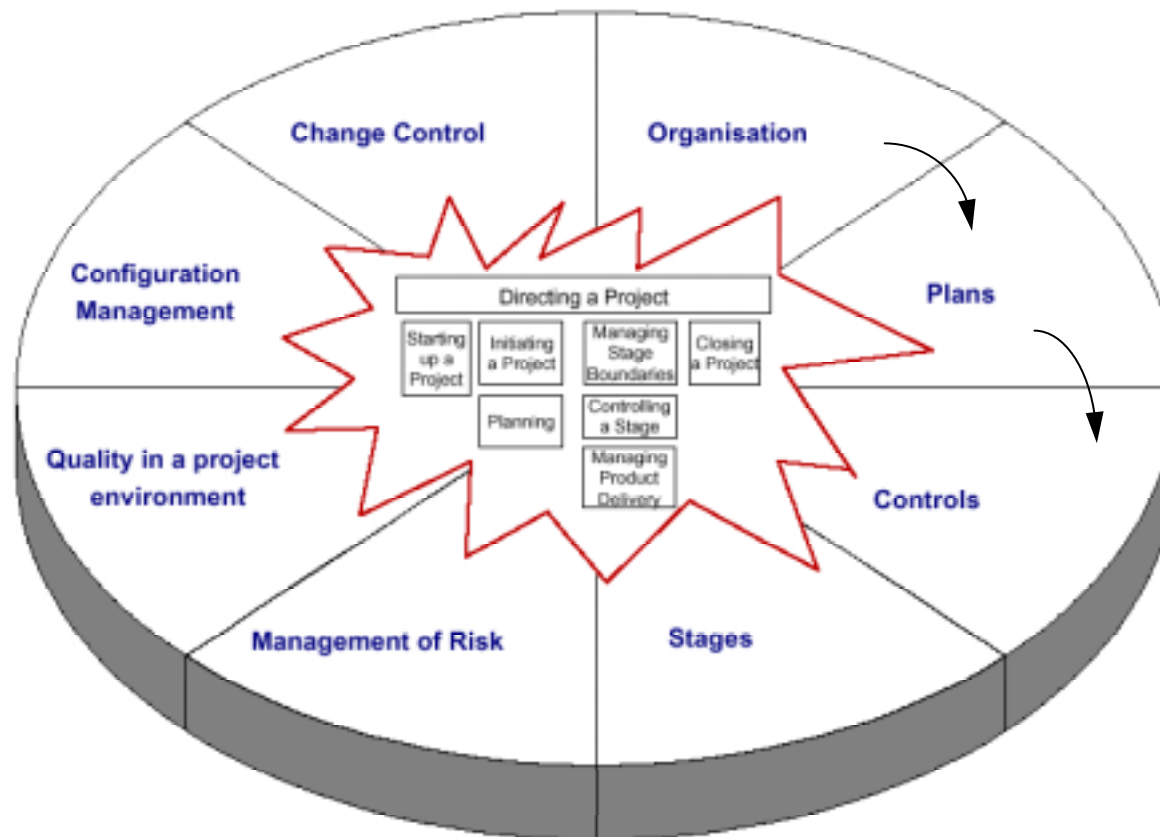 Change Control
Organisation
Configuration
Management
Plans
Directing a Project
Starting
up a
Project
Initiating
a Project
Managing
Stage
Boundaries
Closing
a Project
Planning
Controlling
a Stage
Managing
Product
Delivery
Quality in a project
environment
Controls
Management of Risk
Stages